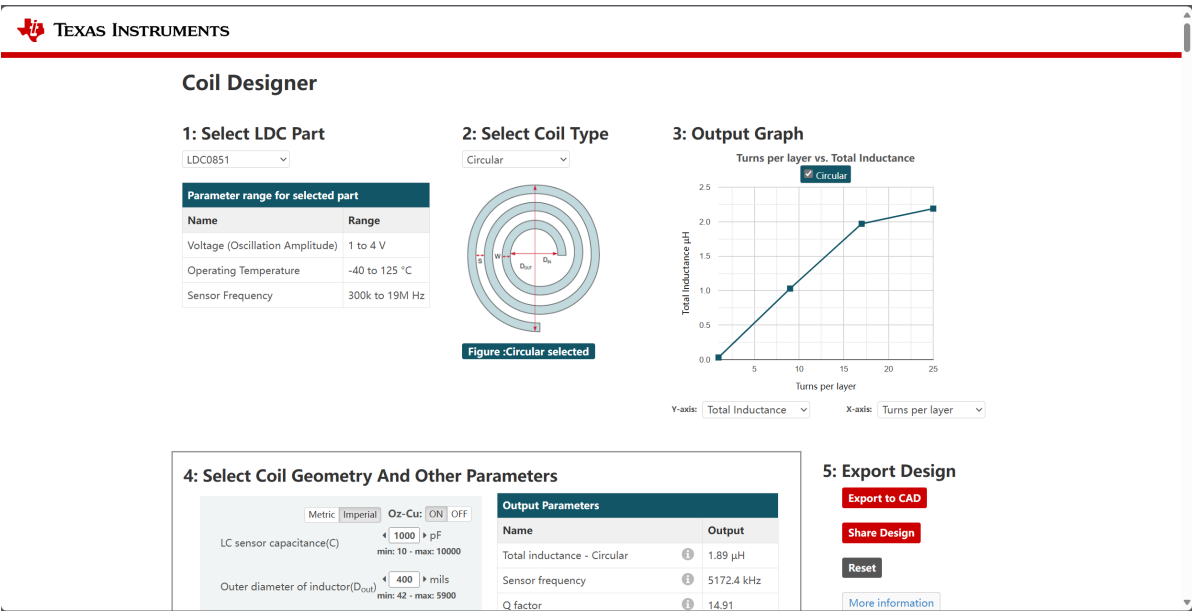 TEXAS INSTRUMENTS
Coil Designer
1: Select LDC Part
LDC0851
Parameter range for selected part
Name Range
Voltage (Oscillation Amplitude) 1 to 4 V
Operating Temperature -40 to 125 °C
Sensor Frequency 300k to 19M Hz
2: Select Coil Type
Circular
S W DOUT DIN
Figure :Circular selected
3: Output Graph
Turns per layer vs. Total Inductance
Circular
2.5
2.0
1.5
1.0
0.5
0.0
Total Inductance µH
5 10 15 20 25
Turns per layer
Y-axis: Total Inductance X-axis: Turns per layer
4: Select Coil Geometry And Other Parameters
Metric Imperial Oz-Cu: ON OFF
LC sensor capacitance(C) 1000 pF
min: 10 - max: 10000
Outer diameter of inductor(Dout) 400 mils
min: 42 - max: 5900
Output Parameters
Name Output
Total inductance - Circular 1.89 µH
Sensor frequency 5172.4 kHz
Q factor 14.91
5: Export Design
Export to CAD
Share Design
Reset
More information